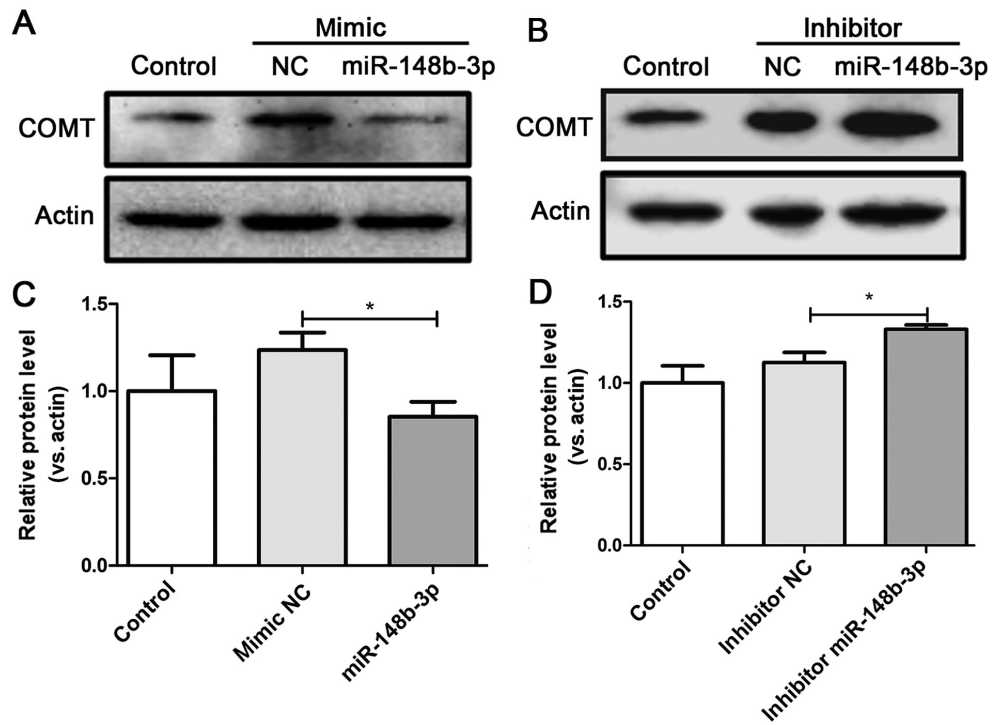 A
Mimic
Control NC miR-148b-3p
COMT
Actin
B
Inhibitor
Control NC miR-148b-3p
COMT
Actin
C
Relative protein level
(vs. actin)
1.5
1.0
0.5
0.0
*
Control
Mimic NC
miR-148b-3p
D
Relative protein level
(vs. actin)
1.5
1.0
0.5
0.0
*
Control
Inhibitor NC
Inhibitor miR-148b-3p